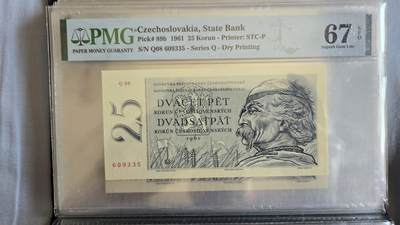 PMG
PAPER MONEY GUARANTY
Czechoslovakia, State Bank
Pick# 89b 1961 25 Korun - Printer: STC-P
S/N Q08 609335 - Series Q - Dry Printing
67 EPQ
Superb Gem Unc
25
DVACET PĚT
KORUN ČESKOSLOVENSKÝCH
DVADSAŤPÄŤ
KORÚN ČESKOSLOVENSKÝCH
1961
609335